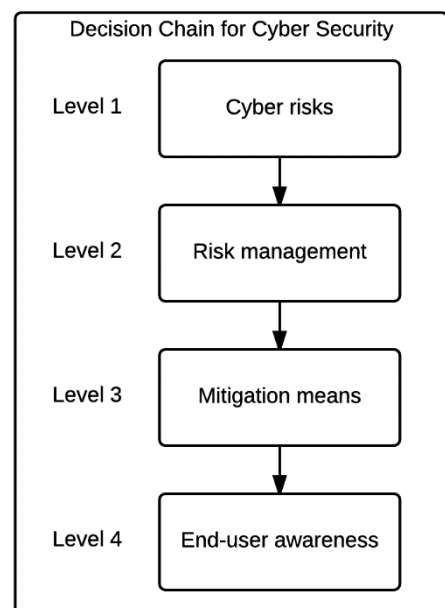 Decision Chain for Cyber Security
Level 1
Cyber risks
Level 2
Risk management
Level 3
Mitigation means
Level 4
End-user awareness